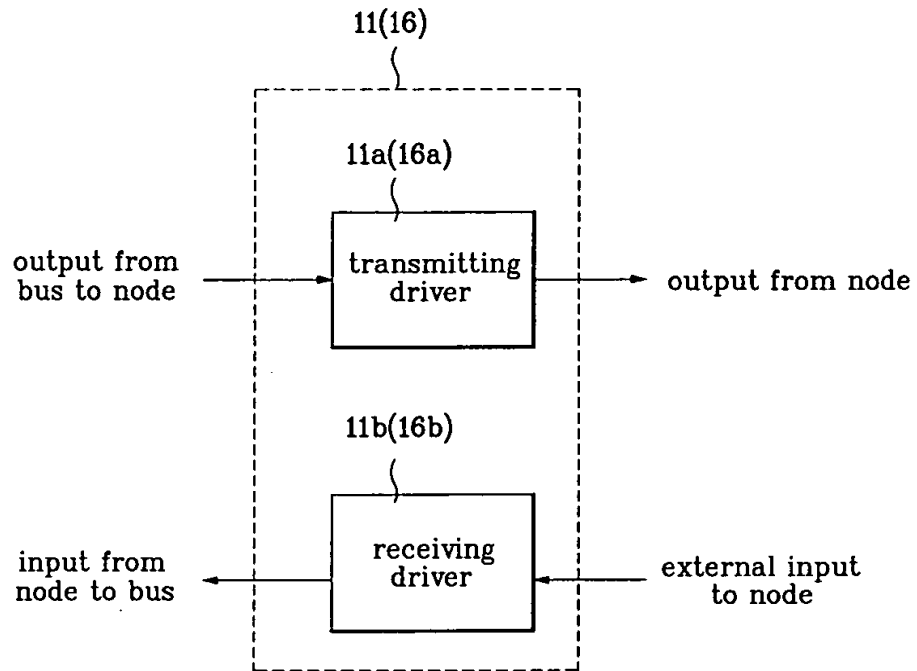 11(16)
11a(16a)
output from
bus to node
transmitting
driver
output from node
11b(16b)
input from
node to bus
receiving
driver
external input
to node